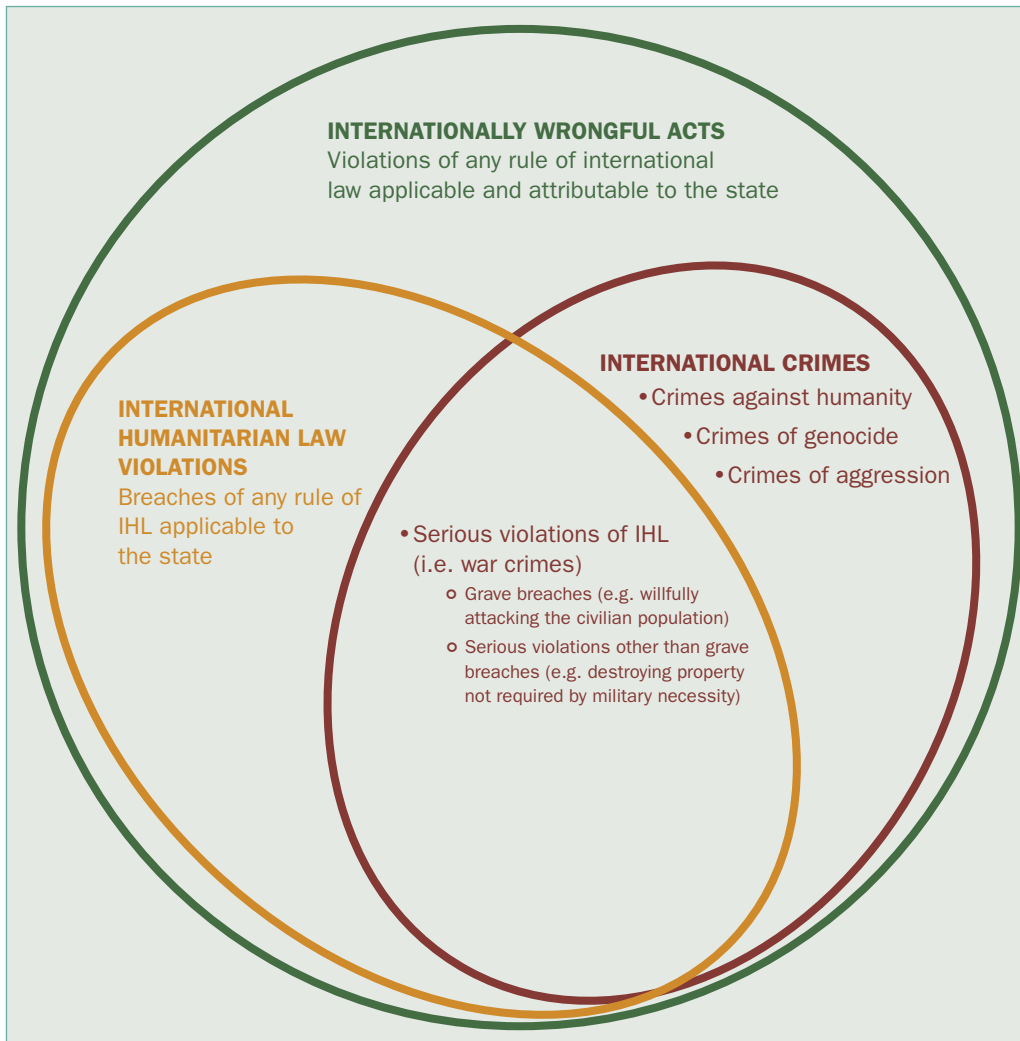 INTERNATIONALLY WRONGFUL ACTS
Violations of any rule of international
law applicable and attributable to the state
INTERNATIONAL CRIMES
•Crimes against humanity
•Crimes of genocide
•Crimes of aggression
INTERNATIONAL
HUMANITARIAN LAW
VIOLATIONS
Breaches of any rule of
IHL applicable to
the state
•Serious violations of IHL
(i.e. war crimes)
Grave breaches (e.g. willfully
attacking the civilian population)
Serious violations other than grave
breaches (e.g. destroying property
not required by military necessity)